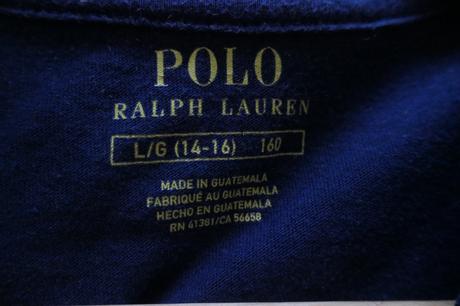 POLO
RALPH LAUREN
L/G (14-16) 160
MADE IN GUATEMALA
FABRIQUÉ AU GUATEMALA
HECHO EN GUATEMALA
RN 41381/CA 56658